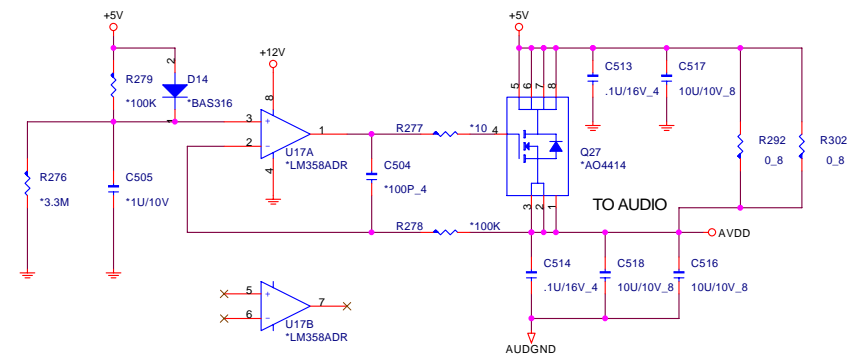 +5V
+5V
+12V
R279
*100K
2
D14
*BAS316
1
8
3
+
1
2
-
4
U17A
*LM358ADR
R277
*10
4
5
6
7
8
Q27
*AO4414
3
2
1
C513
.1U/16V_4
C517
10U/10V_8
R292
0_8
R302
0_8
R276
*3.3M
C505
*1U/10V
C504
*100P_4
R278
*100K
TO AUDIO
AVDD
C514
.1U/16V_4
C518
10U/10V_8
C516
10U/10V_8
5
+
7
6
-
U17B
*LM358ADR
AUDGND